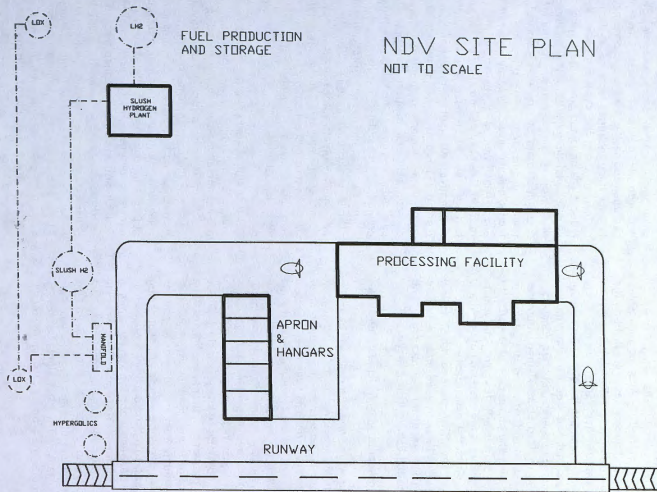 LOX
LH2
FUEL PRODUCTION
AND STORAGE
NDV SITE PLAN
NOT TO SCALE
SLUSH
HYDROGEN
PLANT
SLUSH H2
PROCESSING FACILITY
MANIFOLD
APRON
&
HANGARS
LOX
HYPERGOLICS
RUNWAY